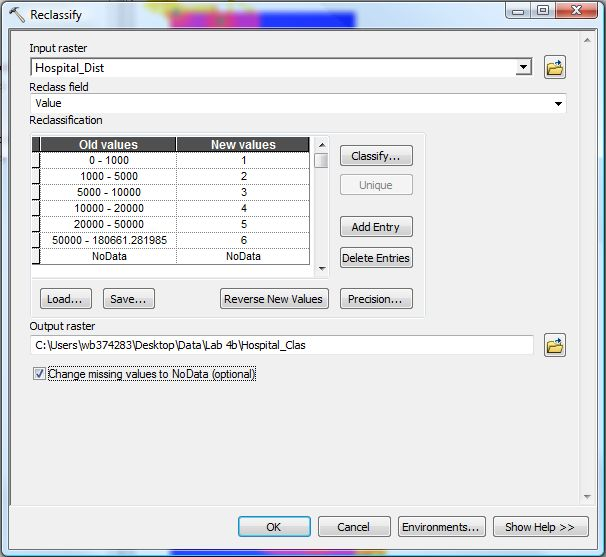 Reclassify
Input raster
Hospital_Dist
Reclass field
Value
Reclassification
Old values New values
0 - 1000 1
1000 - 5000 2
5000 - 10000 3
10000 - 20000 4
20000 - 50000 5
50000 - 180661.281985 6
NoData NoData
Classify...
Unique
Add Entry
Delete Entries
Load... Save... Reverse New Values Precision...
Output raster
C:\Users\wb374283\Desktop\Data\Lab 4b\Hospital_Clas
Change missing values to NoData (optional)
OK Cancel Environments... Show Help >>